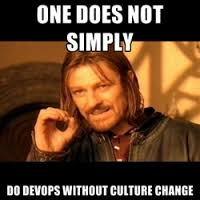 ONE DOES NOT
SIMPLY
DO DEVOPS WITHOUT CULTURE CHANGE